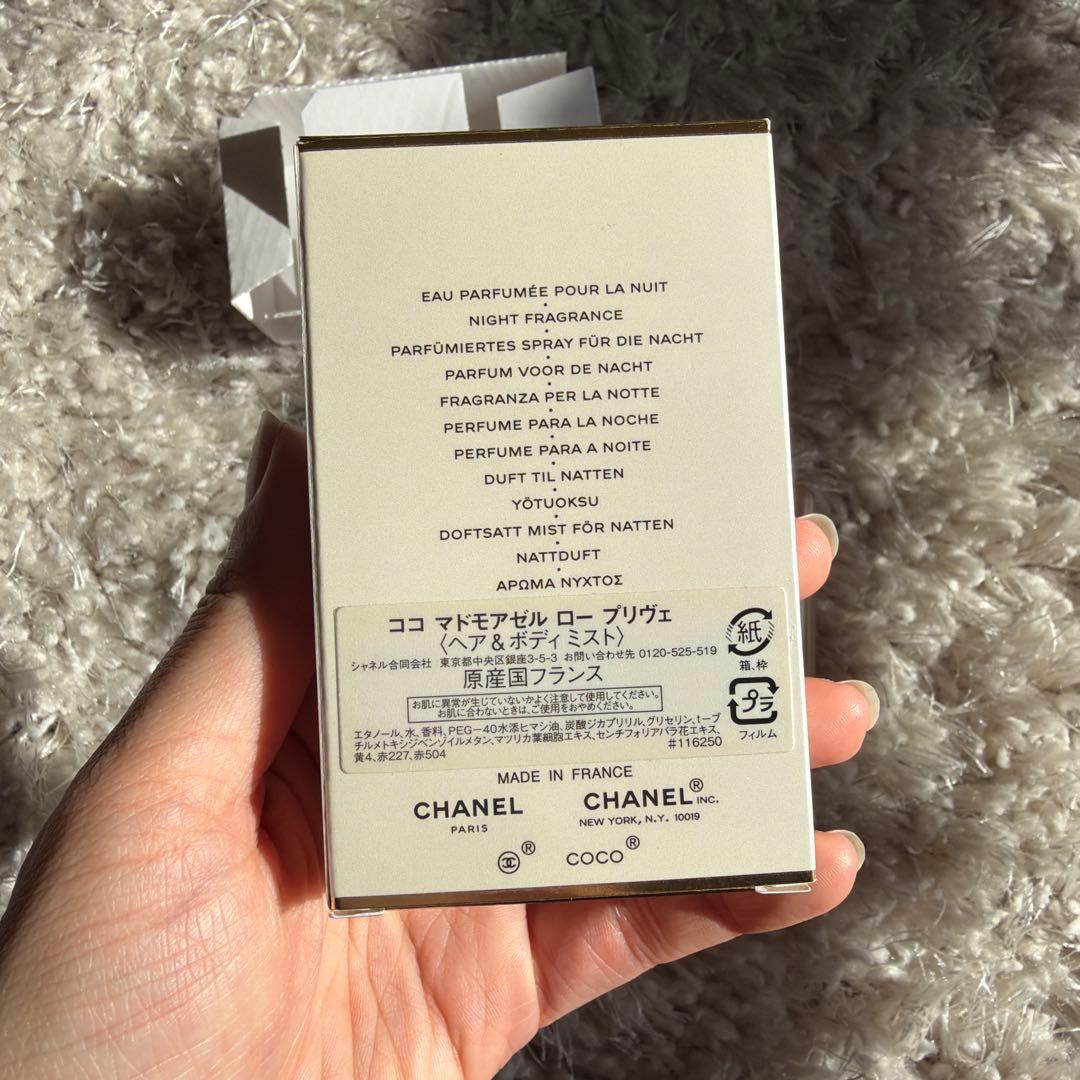 EAU PARFUMÉE POUR LA NUIT
NIGHT FRAGRANCE
PARFÜMIERTES SPRAY FÜR DIE NACHT
PARFUM VOOR DE NACHT
FRAGRANZA PER LA NOTTE
PERFUME PARA LA NOCHE
PERFUME PARA A NOITE
DUFT TIL NATTEN
YÖTUOKSU
DOFTSATT MIST FÖR NATTEN
NATTDUFT
ΑΡΩΜΑ ΝΥΧΤΟΣ
ココ マドモアゼル ロー プリヴェ
〈ヘア&ボディ ミスト〉
シャネル合同会社 東京都中央区銀座3-5-3 お問い合わせ先 0120-525-519
原産国フランス
お肌に異常が生じていないかよく注意して使用してください。
お肌に合わないときは、ご使用をおやめください。
エタノール、水、香料、PEG-40水添ヒマシ油、炭酸ジカプリリル、グリセリン、t-ブ
チルメトキシジベンゾイルメタン、マツリカ葉細胞エキス、センチフォリアバラ花エキス、
黄4、赤227、赤504
#116250
紙
箱、枠
プラ
フィルム
MADE IN FRANCE
CHANEL
PARIS
CHANEL® INC.
NEW YORK, N.Y. 10019
®
COCO®